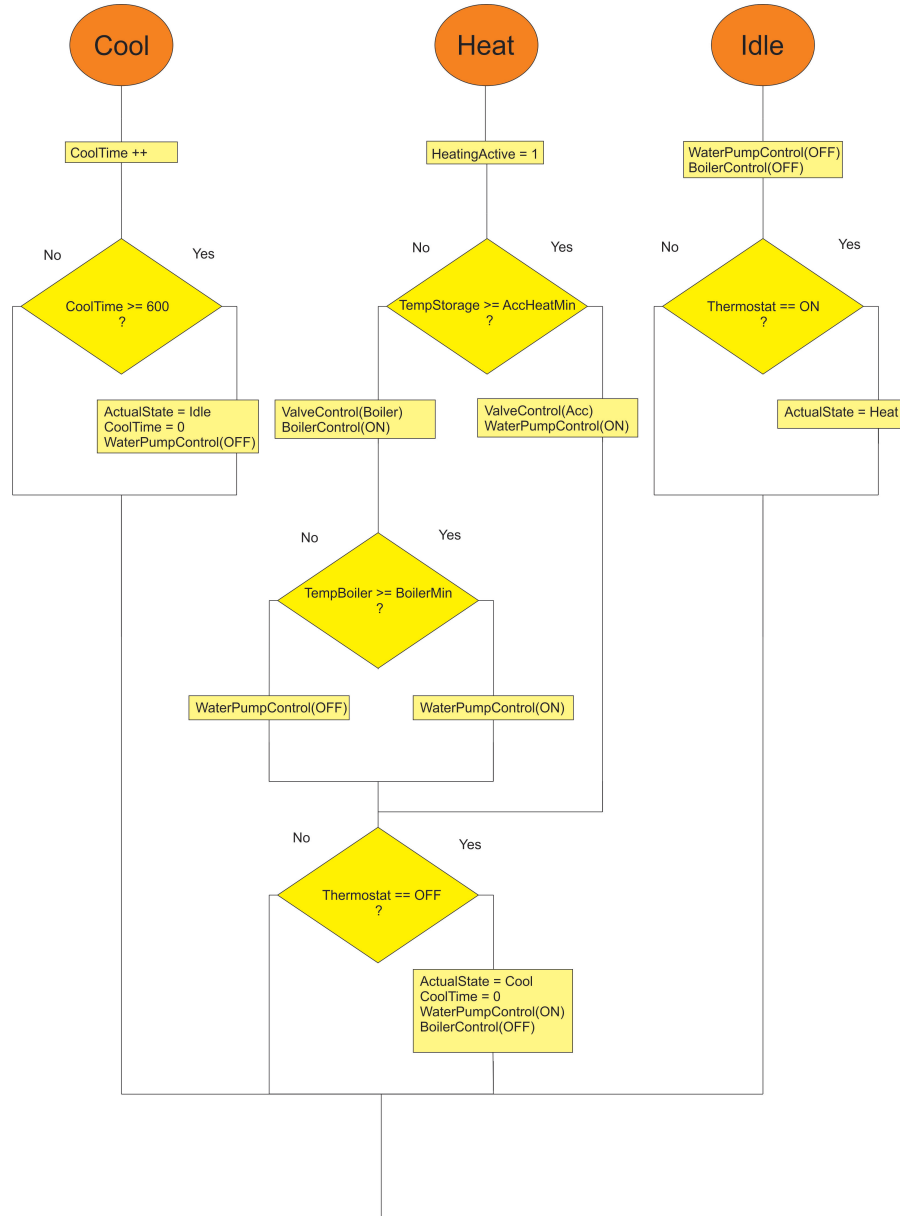 Cool
Heat
Idle
CoolTime ++
HeatingActive = 1
WaterPumpControl(OFF)
BoilerControl(OFF)
No
Yes
No
Yes
No
Yes
CoolTime >= 600
?
TempStorage >= AccHeatMin
?
Thermostat == ON
?
ActualState = Idle
CoolTime = 0
WaterPumpControl(OFF)
ValveControl(Boiler)
BoilerControl(ON)
ValveControl(Acc)
WaterPumpControl(ON)
ActualState = Heat
No
Yes
TempBoiler >= BoilerMin
?
WaterPumpControl(OFF)
WaterPumpControl(ON)
No
Yes
Thermostat == OFF
?
ActualState = Cool
CoolTime = 0
WaterPumpControl(ON)
BoilerControl(OFF)